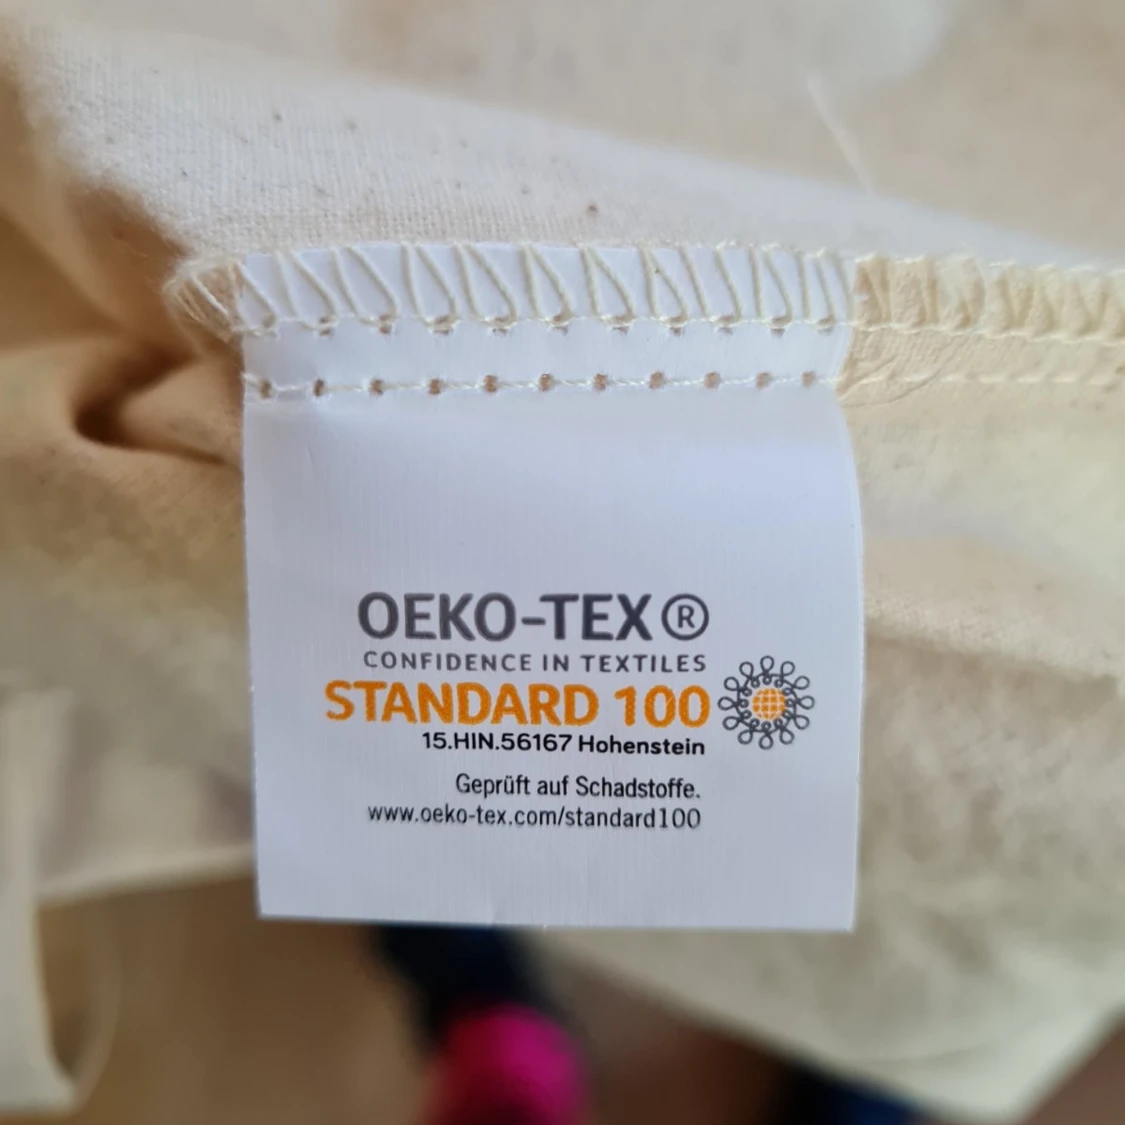 OEKO-TEX®
CONFIDENCE IN TEXTILES
STANDARD 100
15.HIN.56167 Hohenstein
Geprüft auf Schadstoffe.
www.oeko-tex.com/standard100